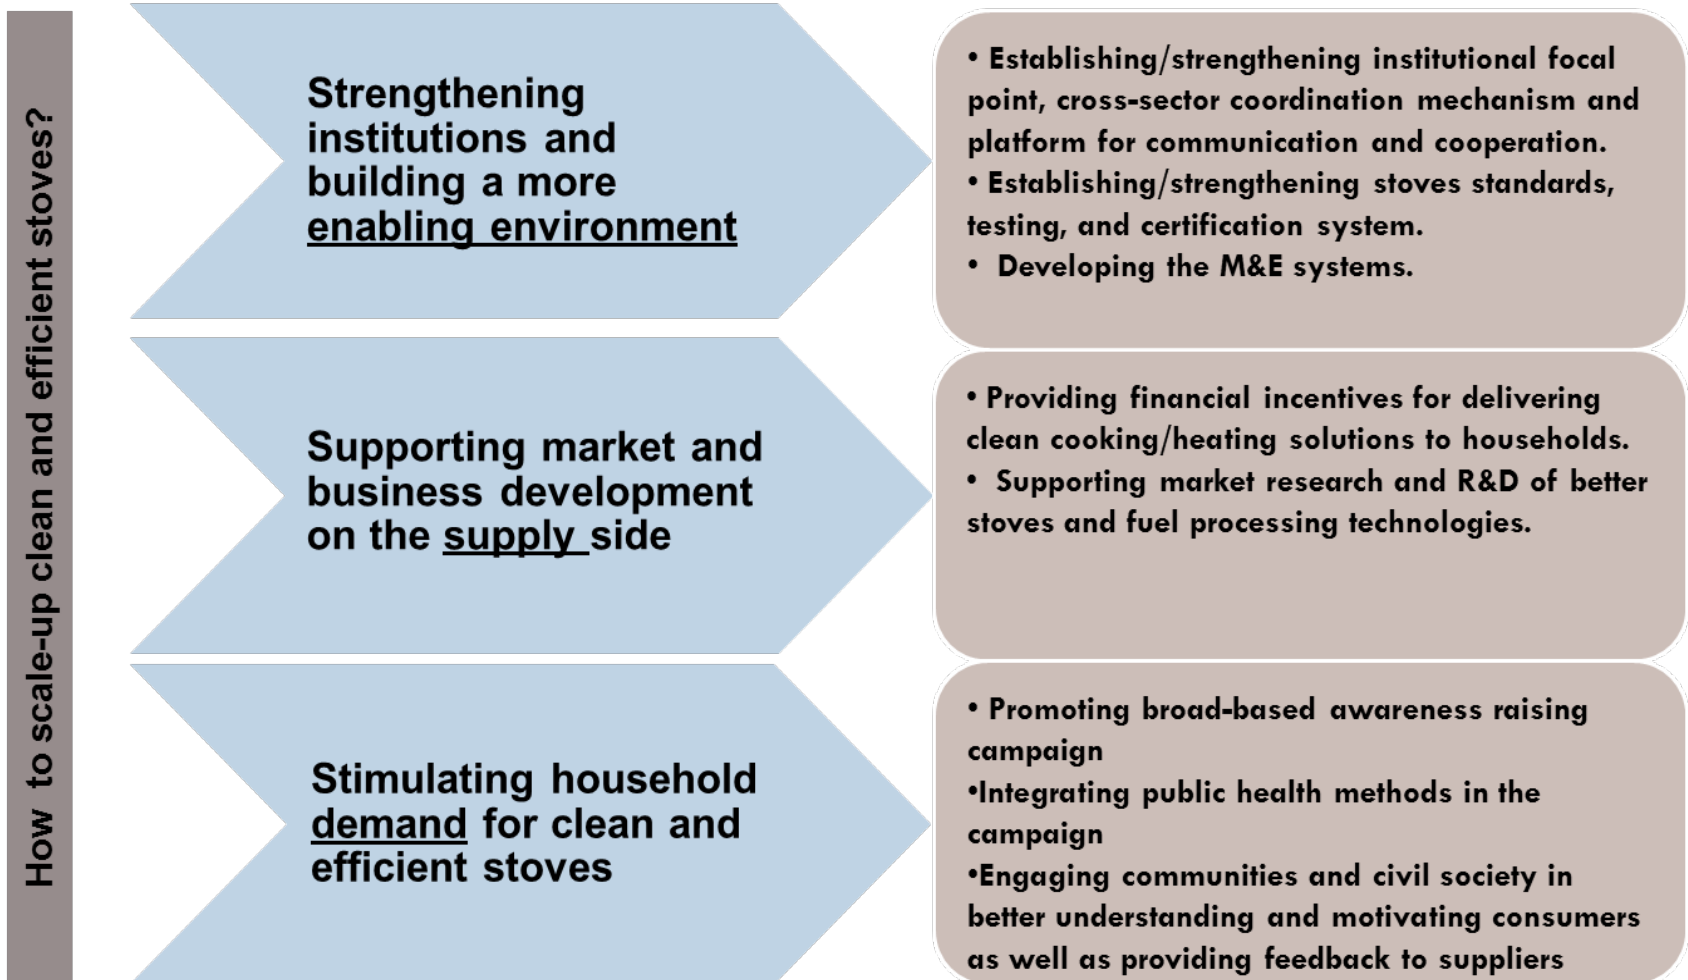 How to scale-up clean and efficient stoves?
Strengthening
institutions and
building a more
enabling environment
• Establishing/strengthening institutional focal
point, cross-sector coordination mechanism and
platform for communication and cooperation.
• Establishing/strengthening stoves standards,
testing, and certification system.
• Developing the M&E systems.
Supporting market and
business development
on the supply side
• Providing financial incentives for delivering
clean cooking/heating solutions to households.
• Supporting market research and R&D of better
stoves and fuel processing technologies.
Stimulating household
demand for clean and
efficient stoves
• Promoting broad-based awareness raising
campaign
•Integrating public health methods in the
campaign
•Engaging communities and civil society in
better understanding and motivating consumers
as well as providing feedback to suppliers